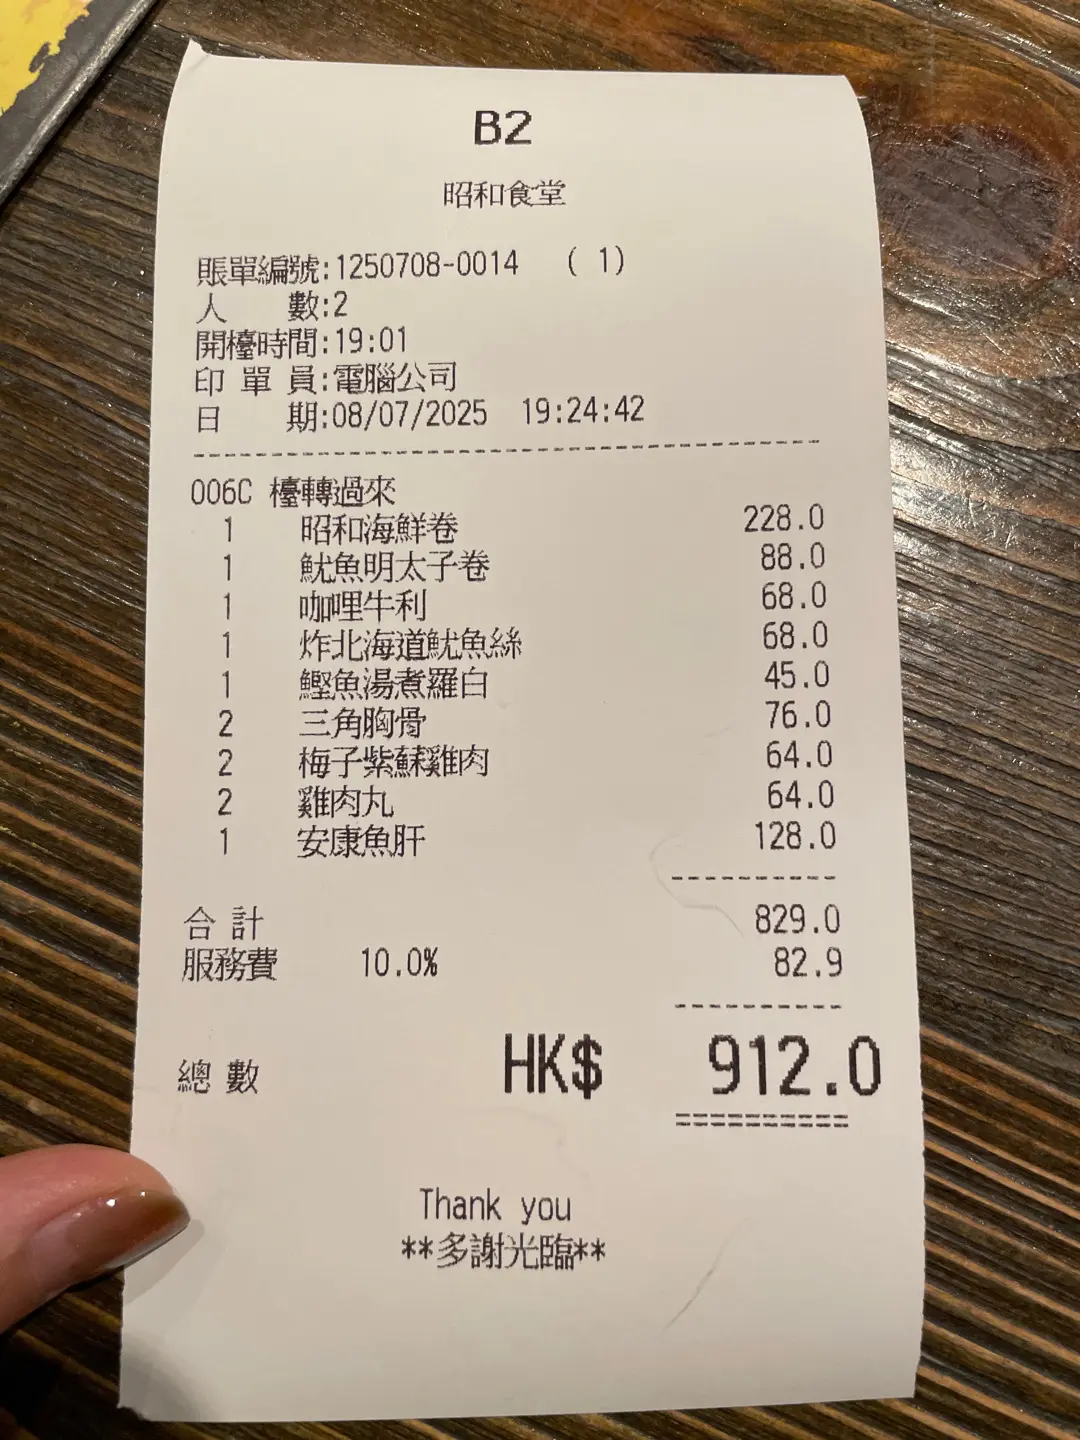 B2
昭和食堂
賬單編號:1250708-0014 ( 1)
人 數:2
開檯時間:19:01
印 單 員:電腦公司
日 期:08/07/2025 19:24:42
006C 檯轉過來
1 昭和海鮮卷 228.0
1 魷魚明太子卷 88.0
1 咖哩牛利 68.0
1 炸北海道魷魚絲 68.0
1 鰹魚湯煮羅白 45.0
2 三角胸骨 76.0
2 梅子紫蘇雞肉 64.0
2 雞肉丸 64.0
1 安康魚肝 128.0
合 計 829.0
服務費 10.0% 82.9
總 數 HK$ 912.0
Thank you
**多謝光臨**